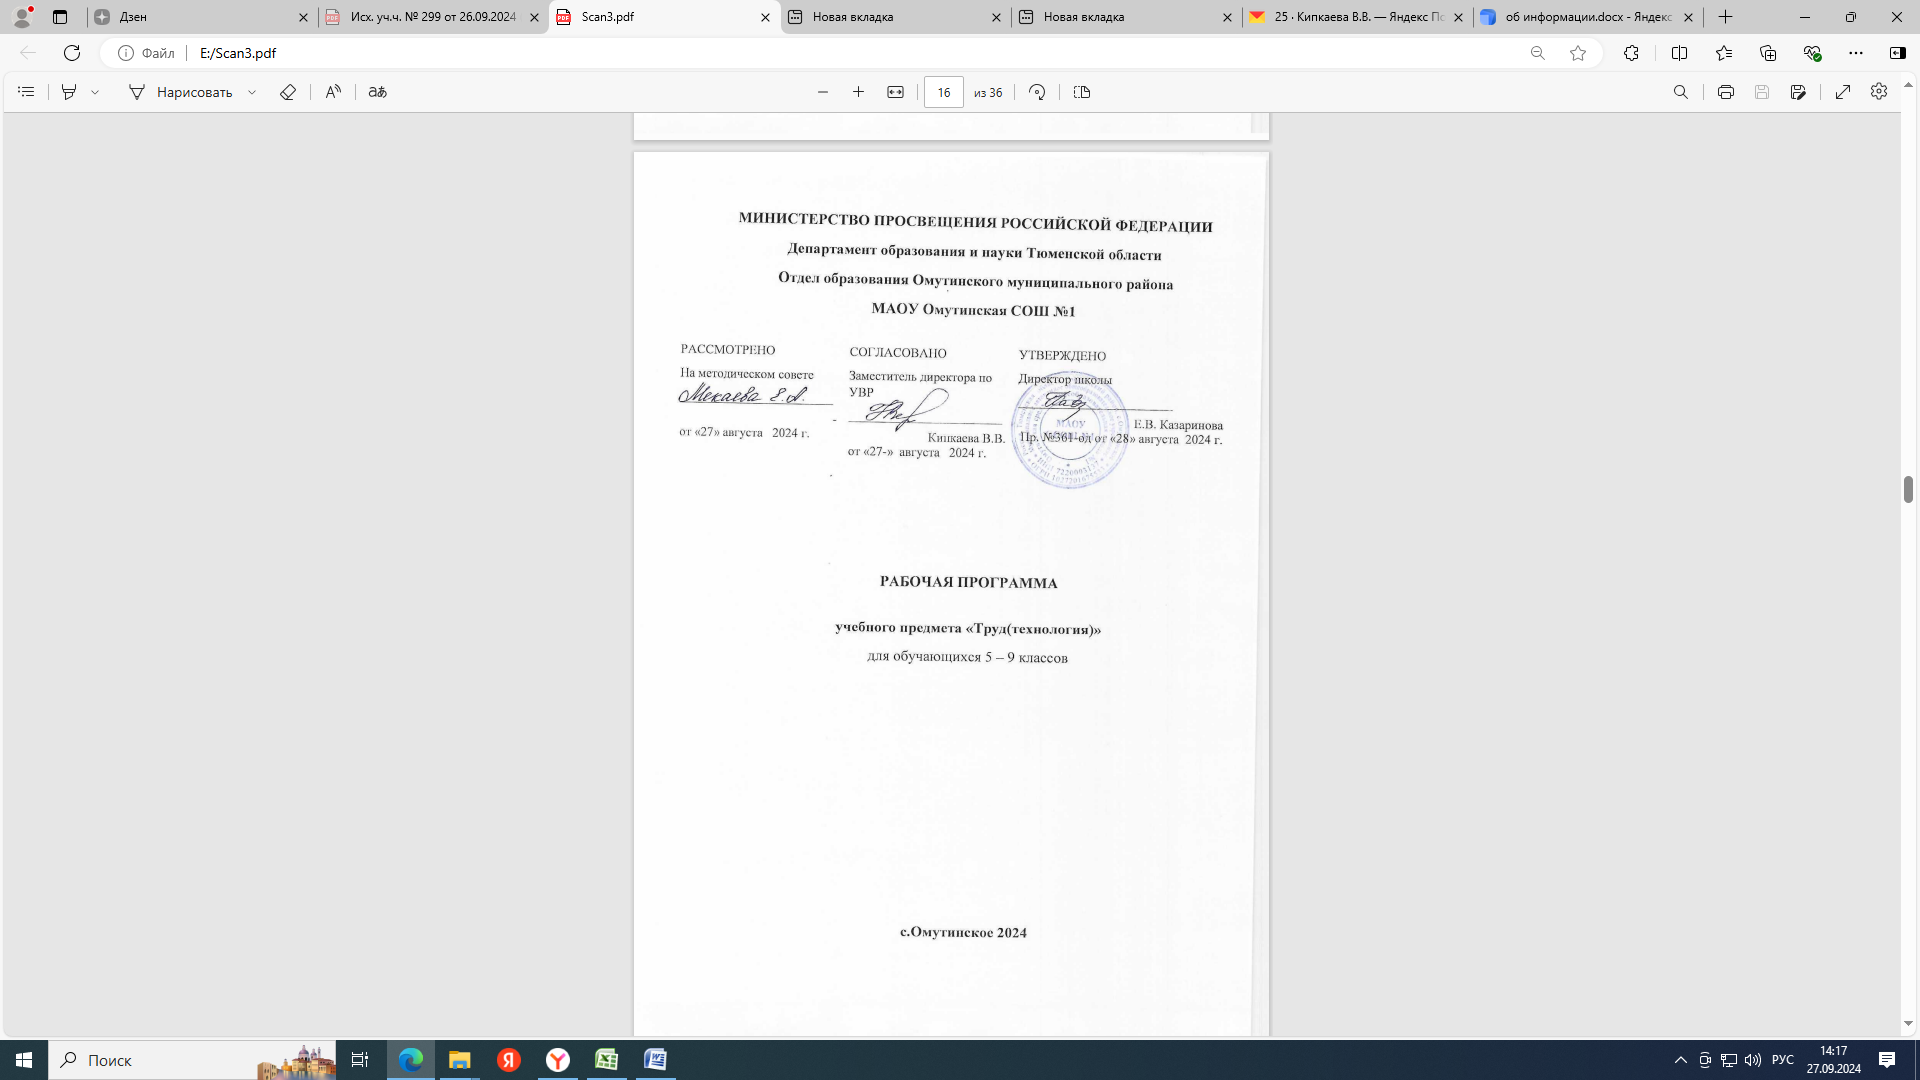 Дзен
Исх. уч.ч. № 299 от 26.09.2024
Scan3.pdf
Новая вкладка
Новая вкладка
25 · Кипкаева В.В. — Яндекс По
об информации.docx - Яндекс
Файл
E:/Scan3.pdf
Нарисовать
16 из 36
МИНИСТЕРСТВО ПРОСВЕЩЕНИЯ РОССИЙСКОЙ ФЕДЕРАЦИИ
Департамент образования и науки Тюменской области
Отдел образования Омутинского муниципального района
МАОУ Омутинская СОШ №1
РАССМОТРЕНО
На методическом совете
Мекаева Е.А.
от «27» августа 2024 г.
СОГЛАСОВАНО
Заместитель директора по
УВР
Кипкаева В.В.
от «27-» августа 2024 г.
УТВЕРЖДЕНО
Директор школы
Е.В. Казаринова
Пр. №361-од от «28» августа 2024 г.
МАОУ
РАБОЧАЯ ПРОГРАММА
учебного предмета «Труд(технология)»
для обучающихся 5 – 9 классов
с.Омутинское 2024
Поиск
РУС
14:17
27.09.2024